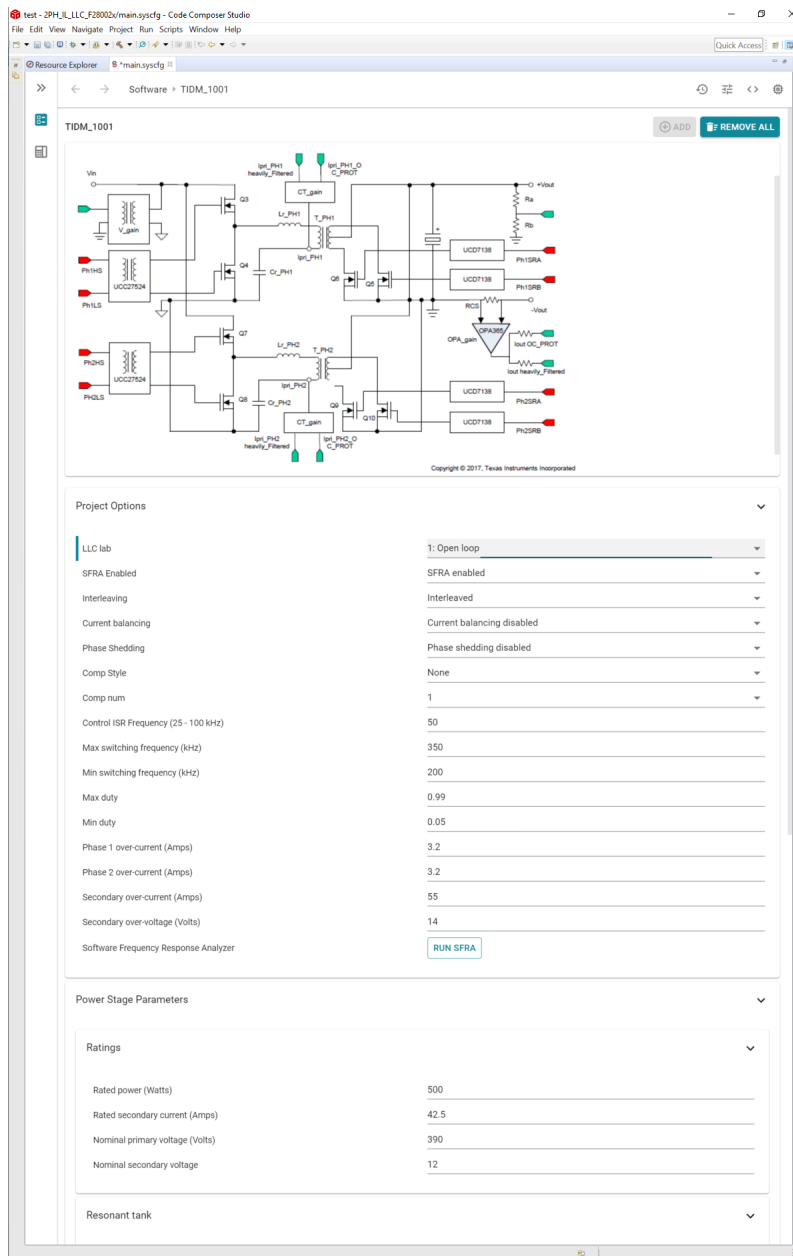 test - 2PH_IL_LLC_F28002x/main.syscfg - Code Composer Studio
File Edit View Navigate Project Run Scripts Window Help
Quick Access
Resource Explorer *main.syscfg
Software TIDM_1001
TIDM_1001
ADD REMOVE ALL
Vin
V_gain
Ph1HS
UCC27524
Ph1LS
Ph2HS
UCC27524
PH2LS
Q3
Q4
Q7
Q8
Ipri_PH1
heavily_Filtered
Ipri_PH1_O
C_PROT
CT_gain
Lr_PH1
T_PH1
Ipri_PH1
Cr_PH1
Q6
Q5
Lr_PH2
T_PH2
Ipri_PH2
Cr_PH2
Q9
Q10
CT_gain
Ipri_PH2
heavily_Filtered
Ipri_PH2_O
C_PROT
+
+Vout
Ra
Rb
UCD7138
Ph1SRA
UCD7138
Ph1SRB
RCS
-Vout
OPA365
OPA_gain
Iout OC_PROT
Iout heavily_Filtered
UCD7138
Ph2SRA
UCD7138
Ph2SRB
Copyright © 2017, Texas Instruments Incorporated
Project Options
LLC lab 1: Open loop
SFRA Enabled SFRA enabled
Interleaving Interleaved
Current balancing Current balancing disabled
Phase Shedding Phase shedding disabled
Comp Style None
Comp num 1
Control ISR Frequency (25 - 100 kHz) 50
Max switching frequency (kHz) 350
Min switching frequency (kHz) 200
Max duty 0.99
Min duty 0.05
Phase 1 over-current (Amps) 3.2
Phase 2 over-current (Amps) 3.2
Secondary over-current (Amps) 55
Secondary over-voltage (Volts) 14
Software Frequency Response Analyzer RUN SFRA
Power Stage Parameters
Ratings
Rated power (Watts) 500
Rated secondary current (Amps) 42.5
Nominal primary voltage (Volts) 390
Nominal secondary voltage 12
Resonant tank